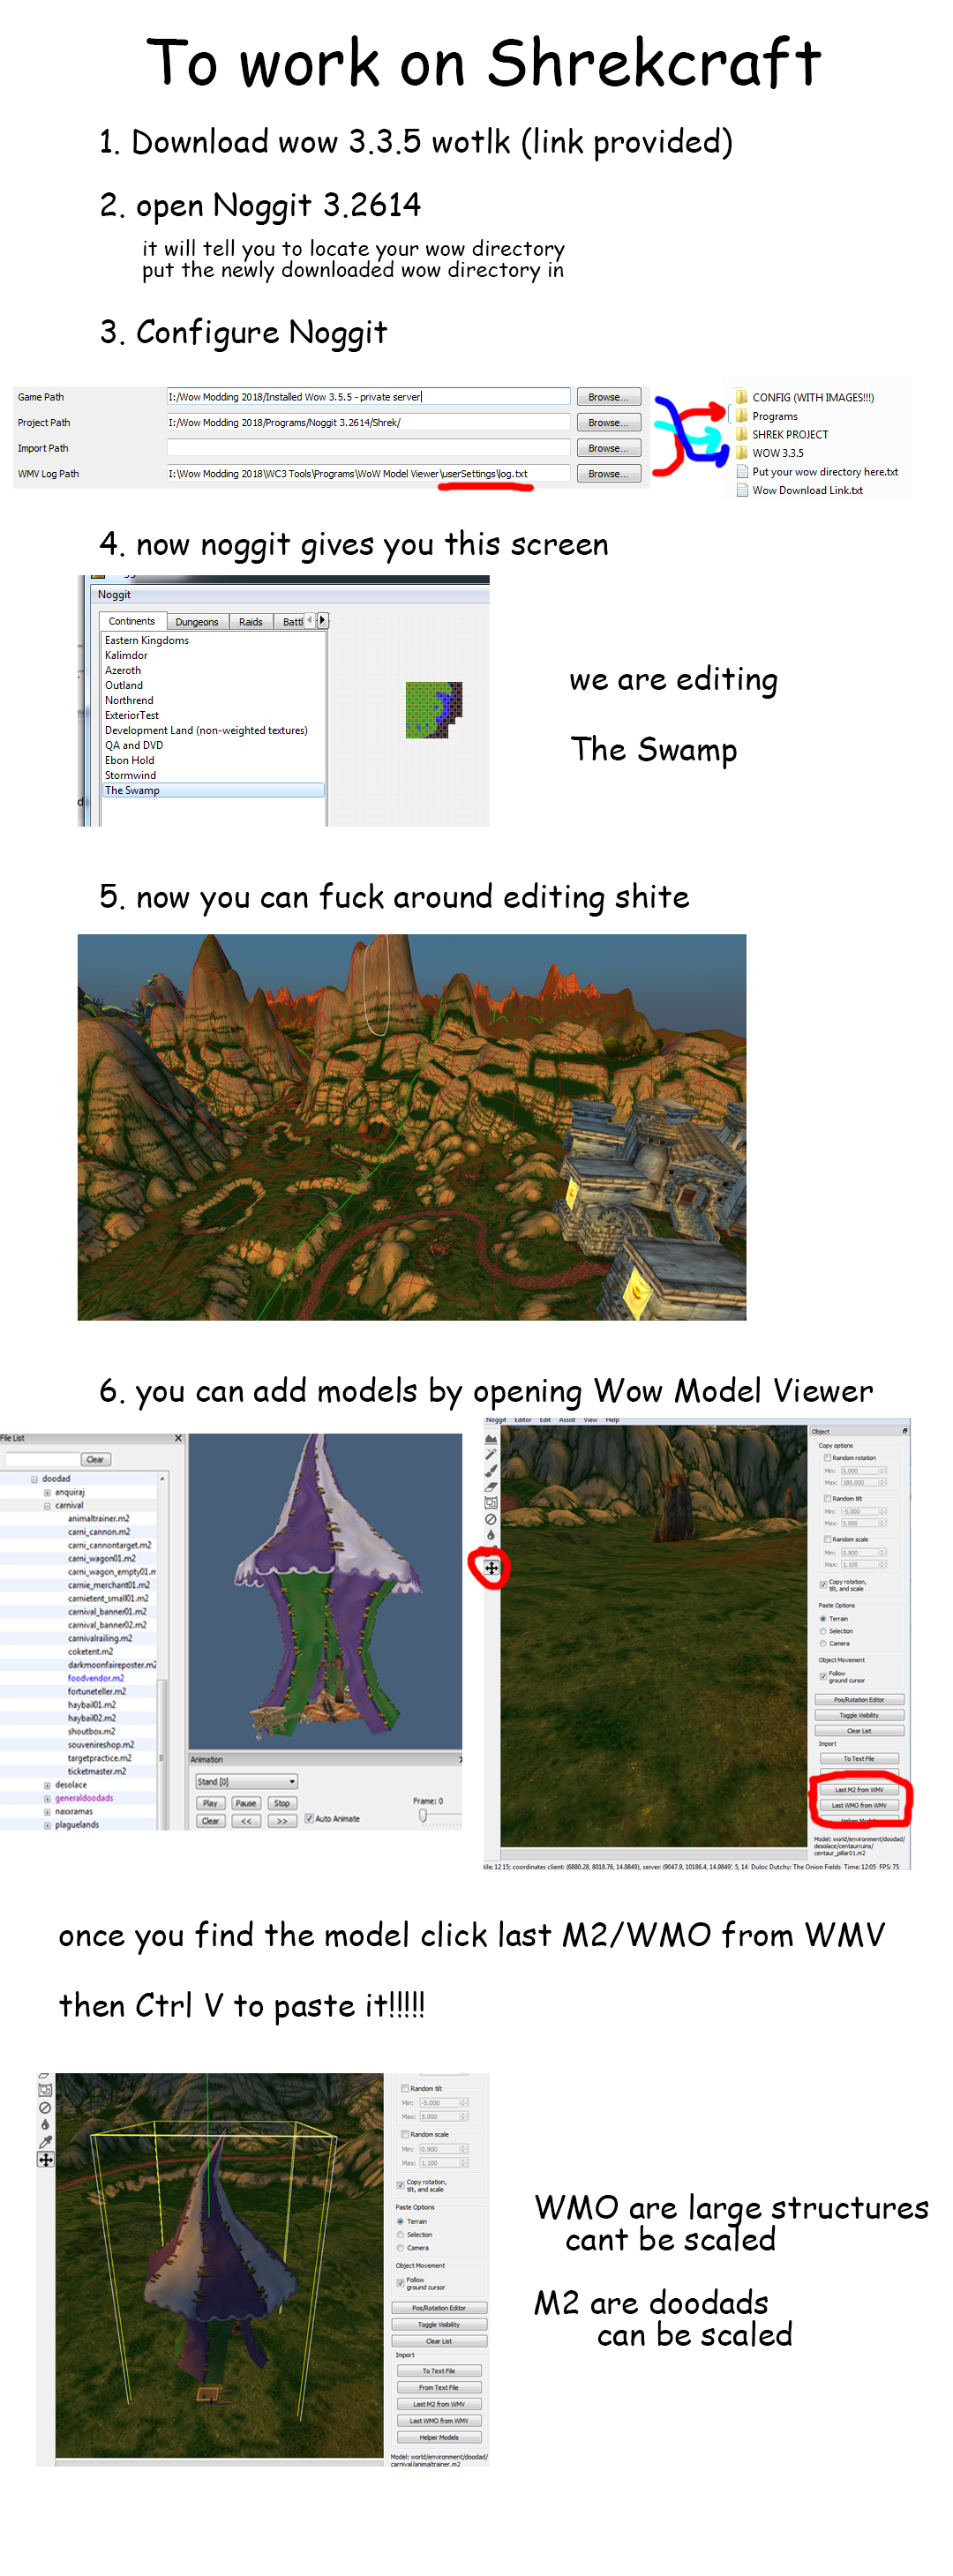 To work on Shrekcraft
1. Download wow 3.3.5 wotlk (link provided)
2. open Noggit 3.2614
it will tell you to locate your wow directory
put the newly downloaded wow directory in
3. Configure Noggit
Game Path
I:/Wow Modding 2018/Installed Wow 3.5.5 - private server
Browse...
Project Path
I:/Wow Modding 2018/Programs/Noggit 3.2614/Shrek/
Browse...
Import Path
Browse...
WMV Log Path
I:\Wow Modding 2018\WC3 Tools\Programs\WoW Model Viewer\userSettings\log.txt
Browse...
CONFIG (WITH IMAGES!!!)
Programs
SHREK PROJECT
WOW 3.3.5
Put your wow directory here.txt
Wow Download Link.txt
4. now noggit gives you this screen
Noggit
Continents Dungeons Raids Battl
Eastern Kingdoms
Kalimdor
Azeroth
Outland
Northrend
ExteriorTest
Development Land (non-weighted textures)
QA and DVD
Ebon Hold
Stormwind
The Swamp
we are editing
The Swamp
5. now you can fuck around editing shite
6. you can add models by opening Wow Model Viewer
File List
Clear
doodad
anquiraj
carnival
animaltrainer.m2
carni_cannon.m2
carni_cannontarget.m2
carni_wagon01.m2
carni_wagon_empty01.m
carnie_merchant01.m2
carnietent_small01.m2
carnival_banner01.m2
carnival_banner02.m2
carnivalrailing.m2
coketent.m2
darkmoonfaireposter.m2
foodvendor.m2
fortuneteller.m2
haybail01.m2
haybail02.m2
shoutbox.m2
souvenireshop.m2
targetpractice.m2
ticketmaster.m2
desolace
generaldoodads
naxxramas
plaguelands
Animation
Stand [0]
Play Pause Stop
Clear << >>
Auto Animate
Frame: 0
Noggit Editor Edit Assist View Help
Object
Copy options
Random rotation
Min: 0.000
Max: 180.000
Random tilt
Min: -5.000
Max: 5.000
Random scale
Min: 0.900
Max: 1.100
Copy rotation,
tilt, and scale
Paste Options
Terrain
Selection
Camera
Object Movement
Follow
ground cursor
Pos/Rotation Editor
Toggle Visibility
Clear List
Import
To Text File
Last M2 from WMV
Last WMO from WMV
Helper Models
Model: world/environment/doodad/
desolace/centaurruins/
centaur_pillar01.m2
tile: 12 15; coordinates client: (6880.28, 8018.76, 14.9849), server: (9047.9, 10186.4, 14.9849) 5, 14 Duloc Dutchy: The Onion Fields Time: 12:05 FPS: 75
once you find the model click last M2/WMO from WMV
then Ctrl V to paste it!!!!!
Random tilt
Min: -5.000
Max: 5.000
Random scale
Min: 0.900
Max: 1.100
Copy rotation,
tilt, and scale
Paste Options
Terrain
Selection
Camera
Object Movement
Follow
ground cursor
Pos/Rotation Editor
Toggle Visibility
Clear List
Import
To Text File
From Text File
Last M2 from WMV
Last WMO from WMV
Helper Models
Model: world/environment/doodad/
carnival/animaltrainer.m2
WMO are large structures
cant be scaled
M2 are doodads
can be scaled